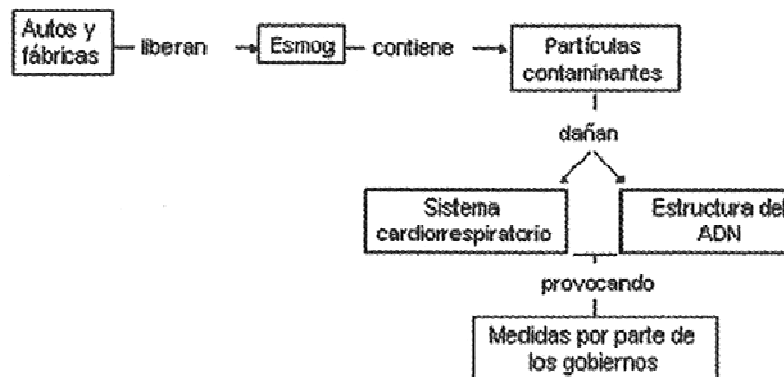 Autos y
fábricas
liberan
Esmog
contiene
Partículas
contaminantes
dañan
Sistema
cardiorrespiratorio
Estructura del
ADN
provocando
Medidas por parte de
los gobiernos